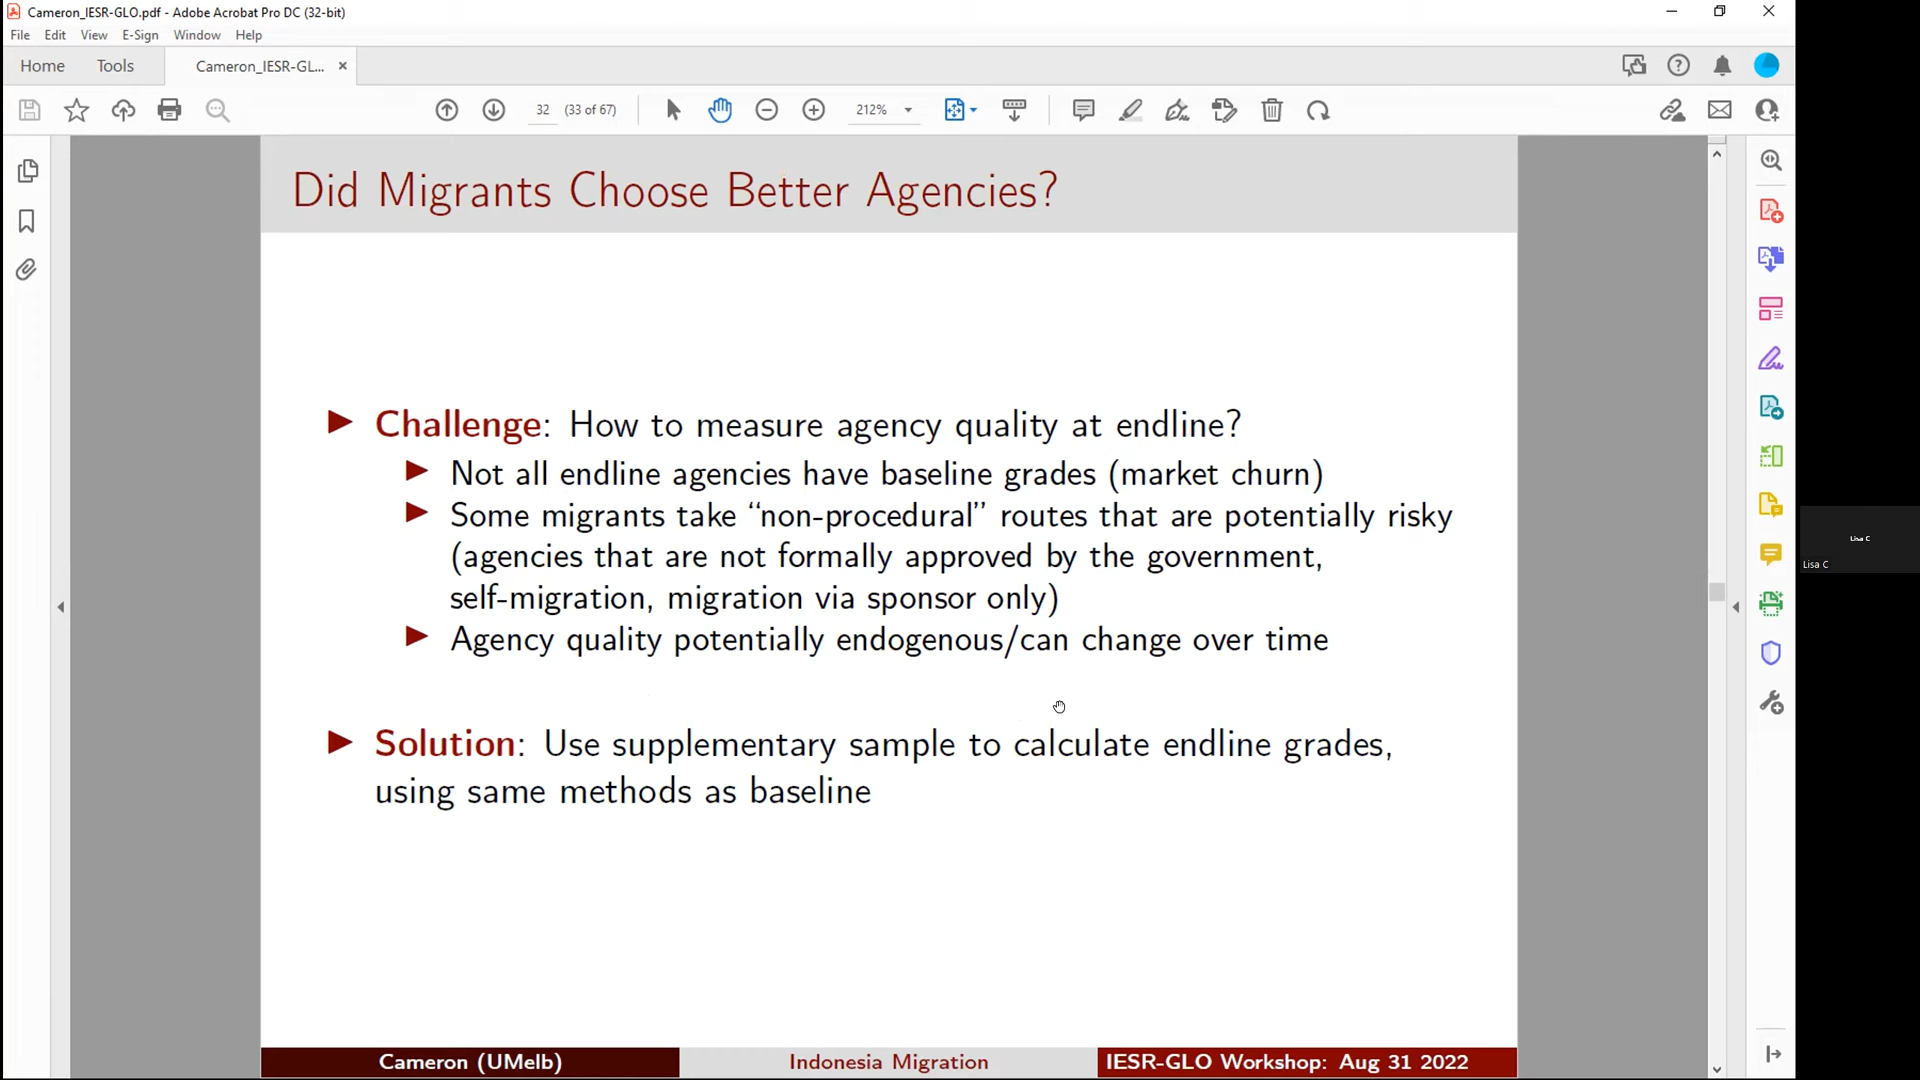 Cameron_IESR-GLO.pdf - Adobe Acrobat Pro DC (32-bit)
File Edit View E-Sign Window Help
Home Tools Cameron_IESR-GL... ×
32 (33 of 67) 212%
Did Migrants Choose Better Agencies?
Challenge: How to measure agency quality at endline?
Not all endline agencies have baseline grades (market churn)
Some migrants take “non-procedural” routes that are potentially risky
(agencies that are not formally approved by the government,
self-migration, migration via sponsor only)
Agency quality potentially endogenous/can change over time
Solution: Use supplementary sample to calculate endline grades,
using same methods as baseline
Cameron (UMelb) Indonesia Migration IESR-GLO Workshop: Aug 31 2022
Lisa C
Lisa C